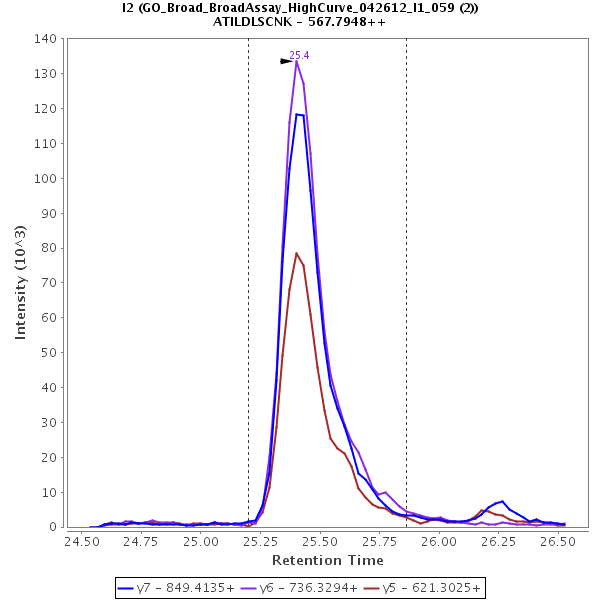 I2 (GO_Broad_BroadAssay_HighCurve_042612_I1_059 (2))
ATILDLSCNK - 567.7948++
140
130
120
110
100
90
80
70
60
50
40
30
20
10
0
Intensity (10^3)
25.4
24.50 24.75 25.00 25.25 25.50 25.75 26.00 26.25 26.50
Retention Time
y7 - 849.4135+ y6 - 736.3294+ y5 - 621.3025+